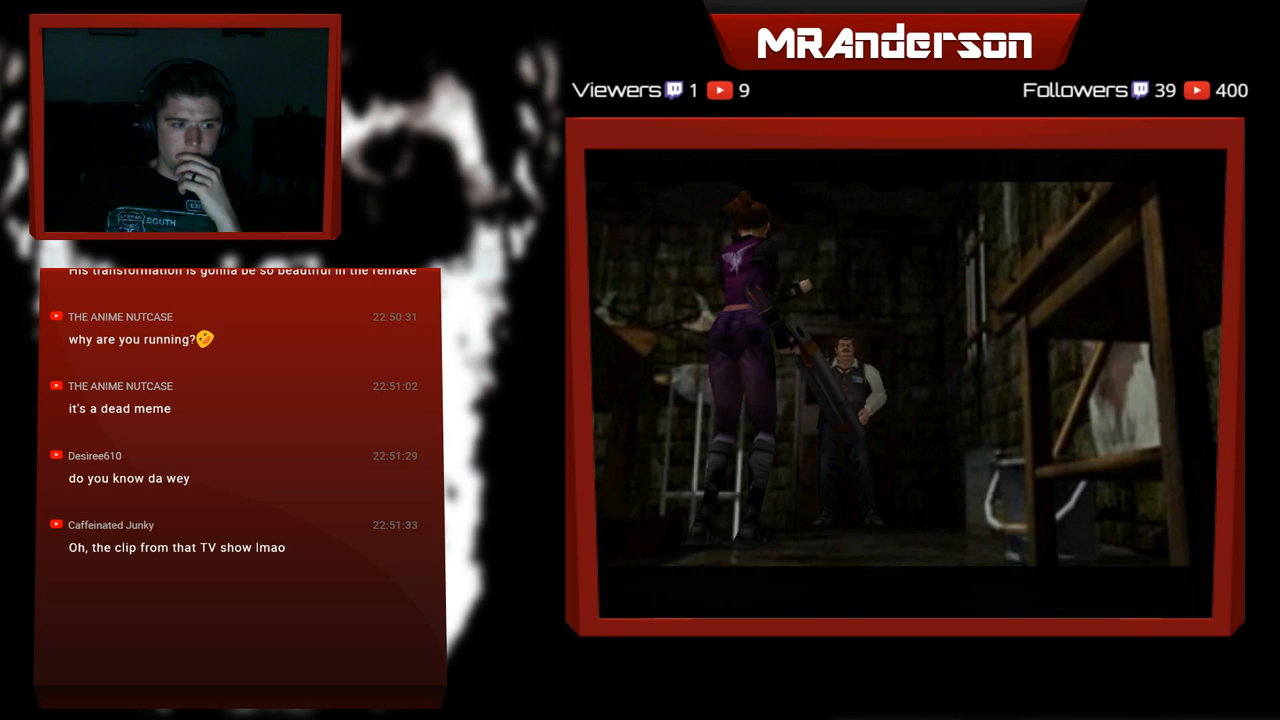 MRAnderson
Viewers 1 9
Followers 39 400
SOUTH
His transformation is gonna be so beautiful in the remake
THE ANIME NUTCASE 22:50:31
why are you running?
THE ANIME NUTCASE 22:51:02
it's a dead meme
Desiree610 22:51:29
do you know da wey
Caffeinated Junky 22:51:33
Oh, the clip from that TV show lmao